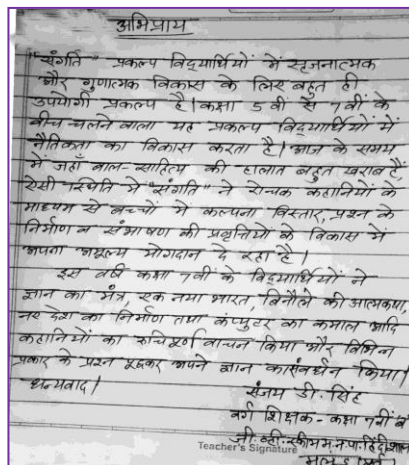 अभिप्राय
"संगति" प्रकल्प विद्यार्थियों में सृजनात्मक
और गुणात्मक विकास के लिए बहुत ही
उपयोगी प्रकल्प है। कक्षा 5 वी से 7 वीं के
बीच चलने वाला यह प्रकल्प विद्यार्थियों में
नैतिकता का विकास करता है। आज के समय
में जहाँ बाल-साहित्य की हालात बहुत खराब है,
ऐसी स्थिति में "संगति" ने रोचक कहानियों के
माध्यम से बच्चों में कल्पना विस्तार, प्रश्न के
निर्माण व संभाषण की प्रवृत्तियों के विकास में
अपना अमूल्य योगदान दे रहा है।
इस वर्ष कक्षा 7वीं के विद्यार्थियों ने
ज्ञान का मंत्र, एक नया भारत, बिनौले की आत्मकथा,
नए देश का निर्माण तथा कंप्युटर का कमाल आदि
कहानियों का रुचिपूर्ण वाचन किया और विभिन्न
प्रकार के प्रश्न पूछकर अपने ज्ञान का संवर्धन किया।
धन्यवाद।
संजय डी. सिंह
वर्ग शिक्षक - कक्षा 7वीं ब
जी. व्ही. स्कीम म.न.पा. हिंदी शाला
Teacher's Signature
मुलुंड (पूर्व)